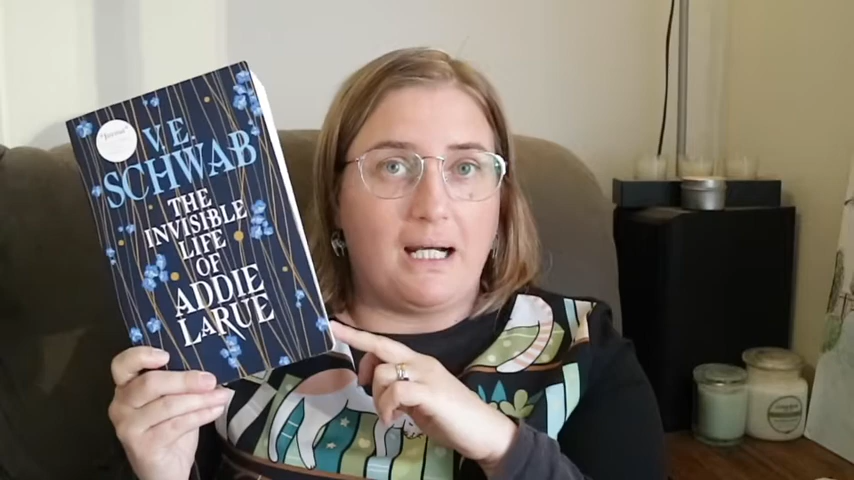 V. E.
SCHWAB
THE
INVISIBLE
LIFE
OF
ADDIE
LARUE